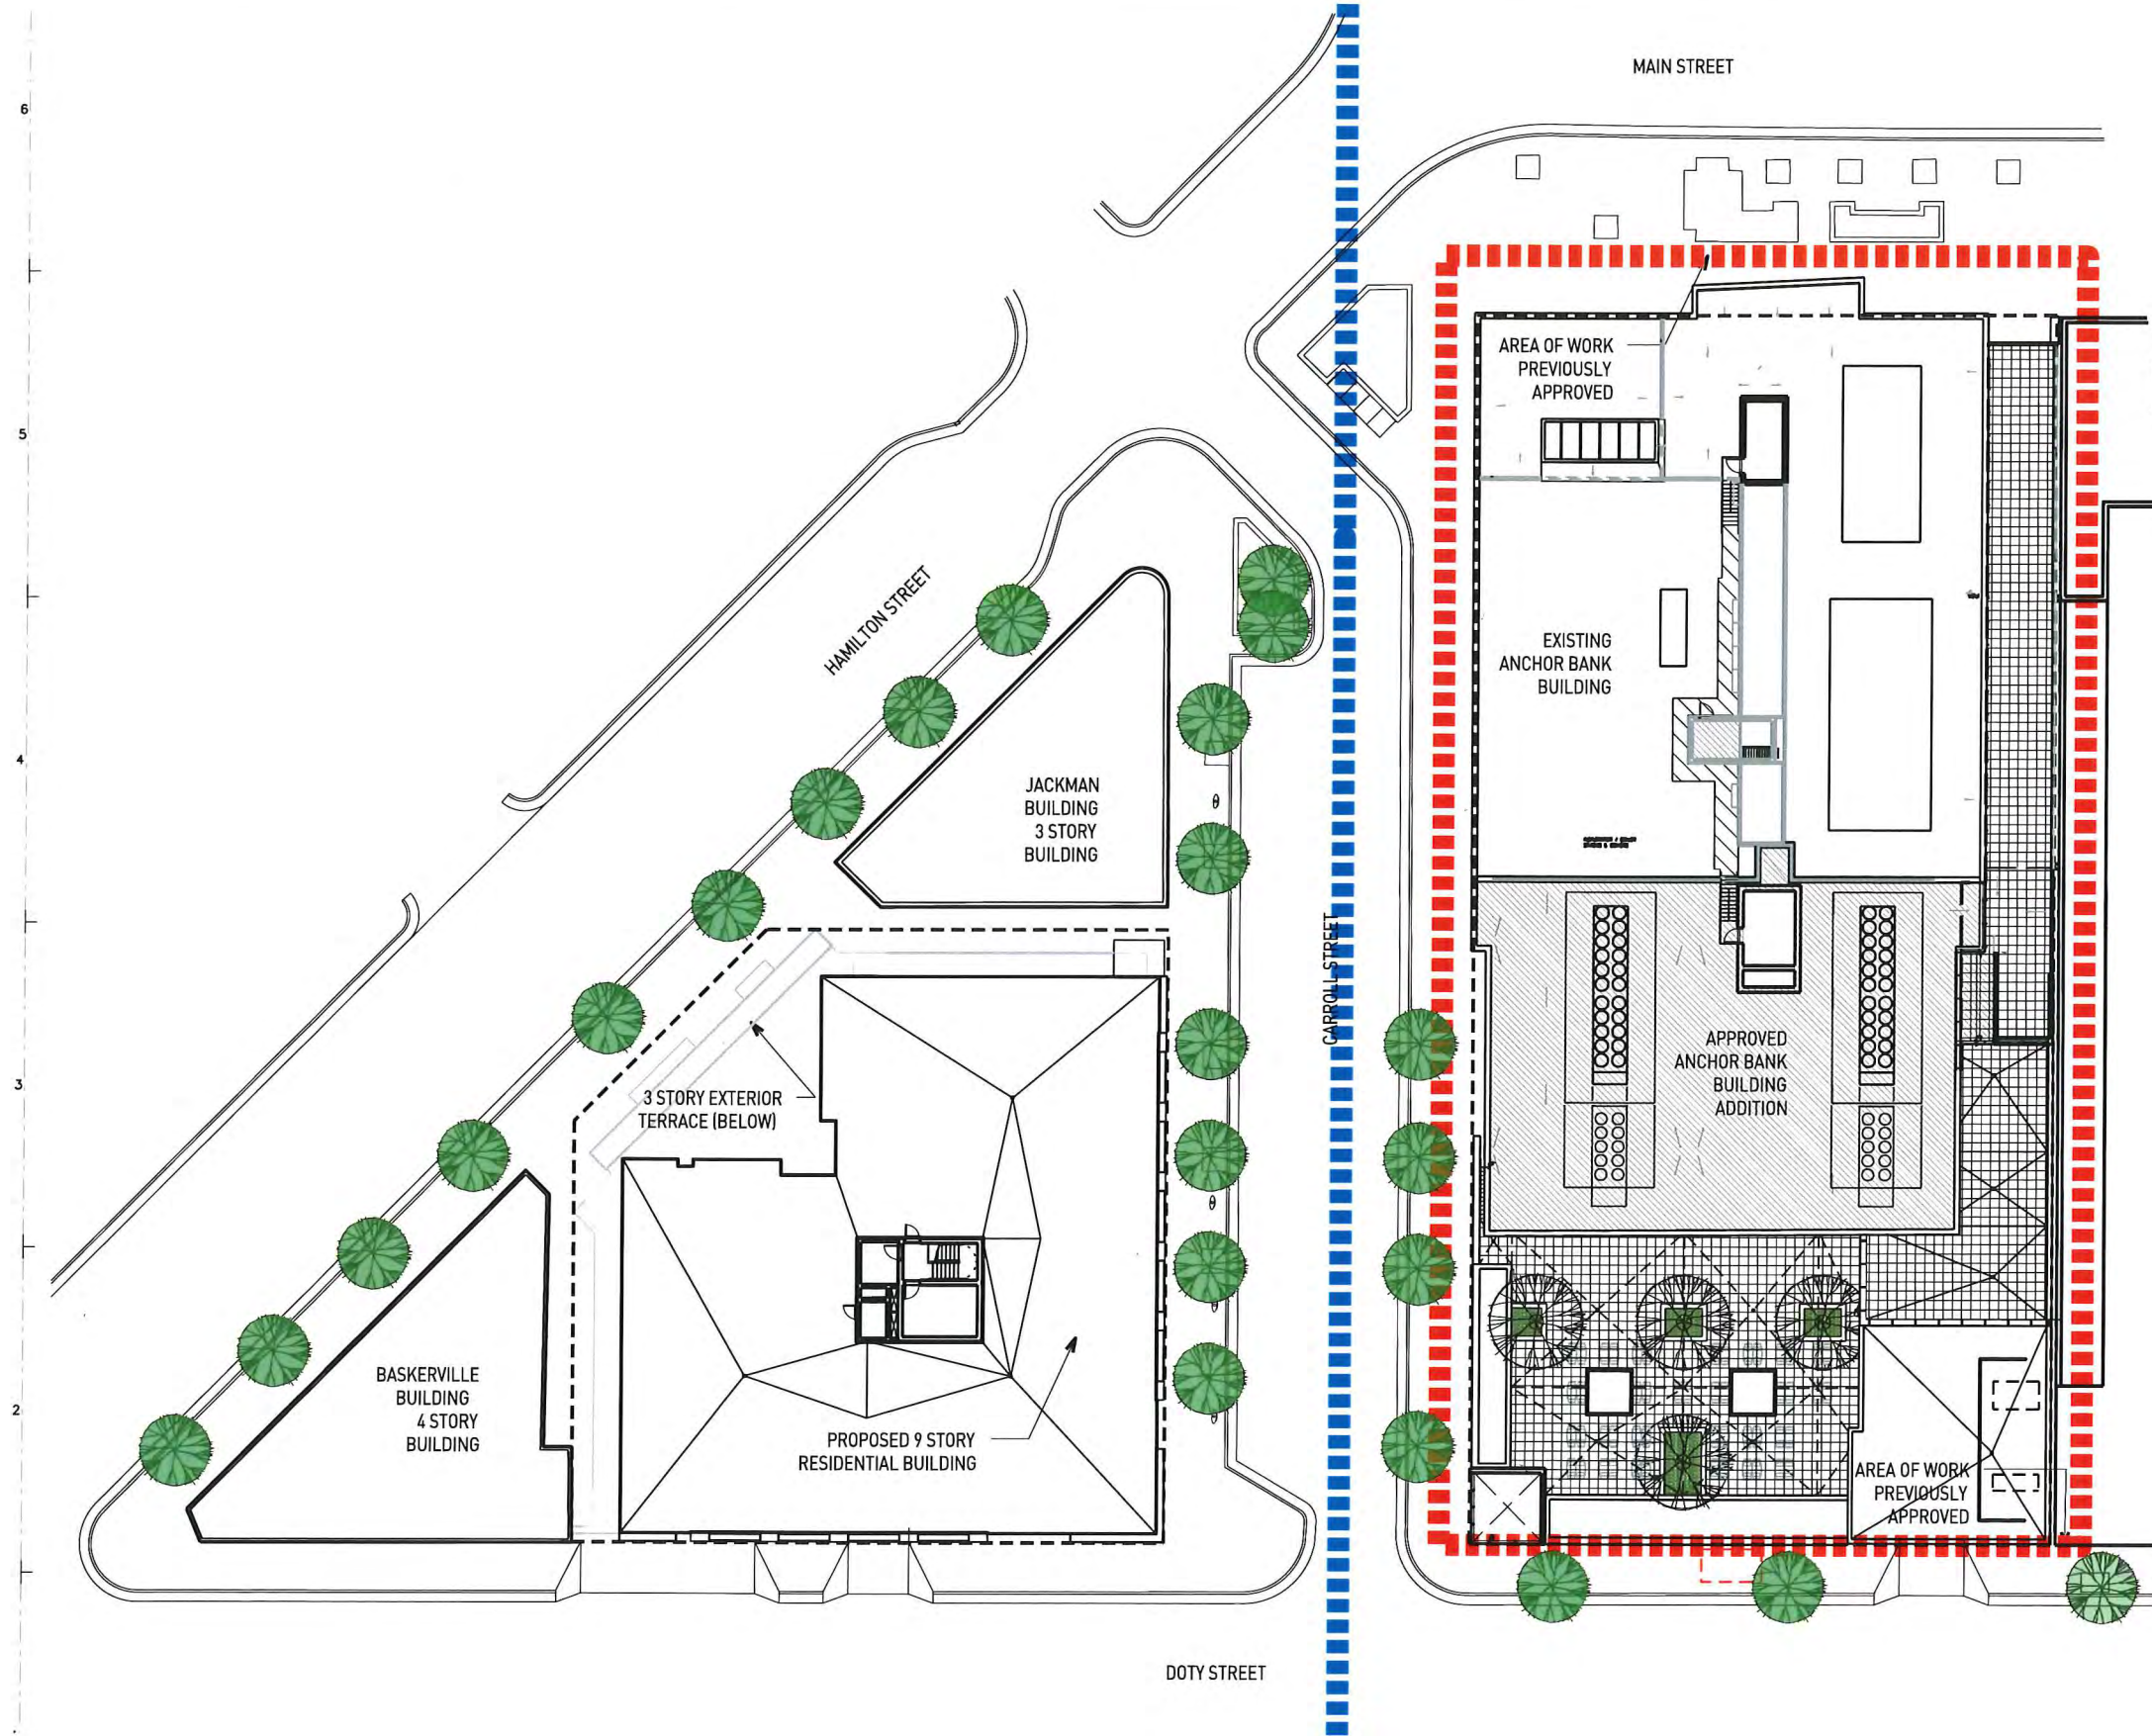 MAIN STREET
6
AREA OF WORK
PREVIOUSLY
APPROVED
5
HAMILTON STREET
EXISTING
ANCHOR BANK
BUILDING
4
JACKMAN
BUILDING
3 STORY
BUILDING
CARROLL STREET
APPROVED
ANCHOR BANK
BUILDING
ADDITION
3
3 STORY EXTERIOR
TERRACE (BELOW)
BASKERVILLE
BUILDING
4 STORY
BUILDING
2
PROPOSED 9 STORY
RESIDENTIAL BUILDING
AREA OF WORK
PREVIOUSLY
APPROVED
DOTY STREET